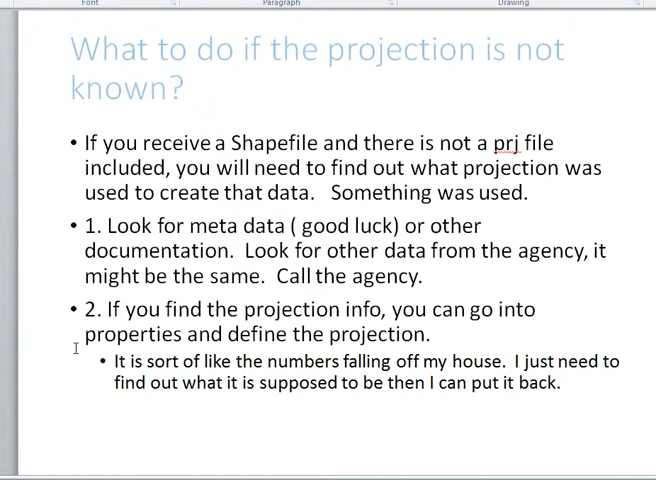 Font Paragraph Drawing
What to do if the projection is not
known?
• If you receive a Shapefile and there is not a prj file
included, you will need to find out what projection was
used to create that data. Something was used.
• 1. Look for meta data ( good luck) or other
documentation. Look for other data from the agency, it
might be the same. Call the agency.
• 2. If you find the projection info, you can go into
properties and define the projection.
• It is sort of like the numbers falling off my house. I just need to
find out what it is supposed to be then I can put it back.